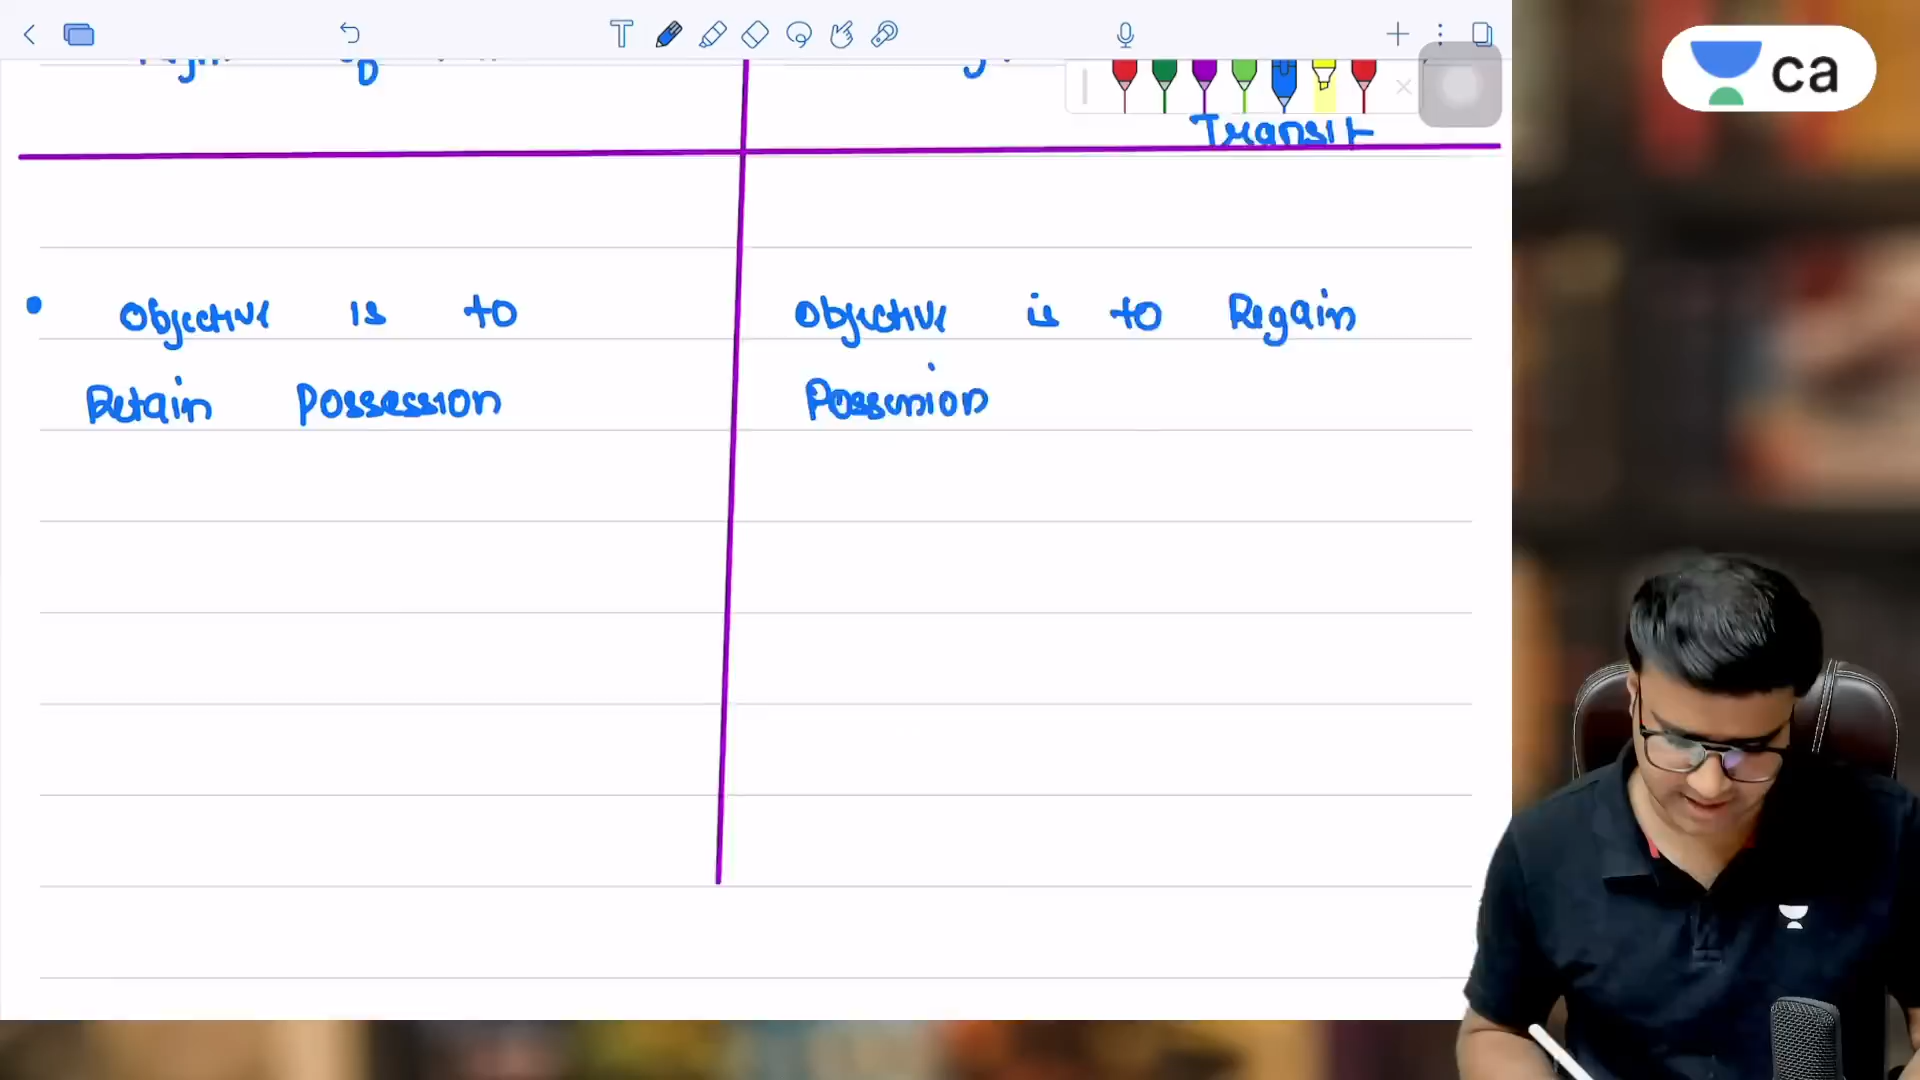 ca
Transit
• Objective is to
Retain Possession
Objective is to Regain
Possession